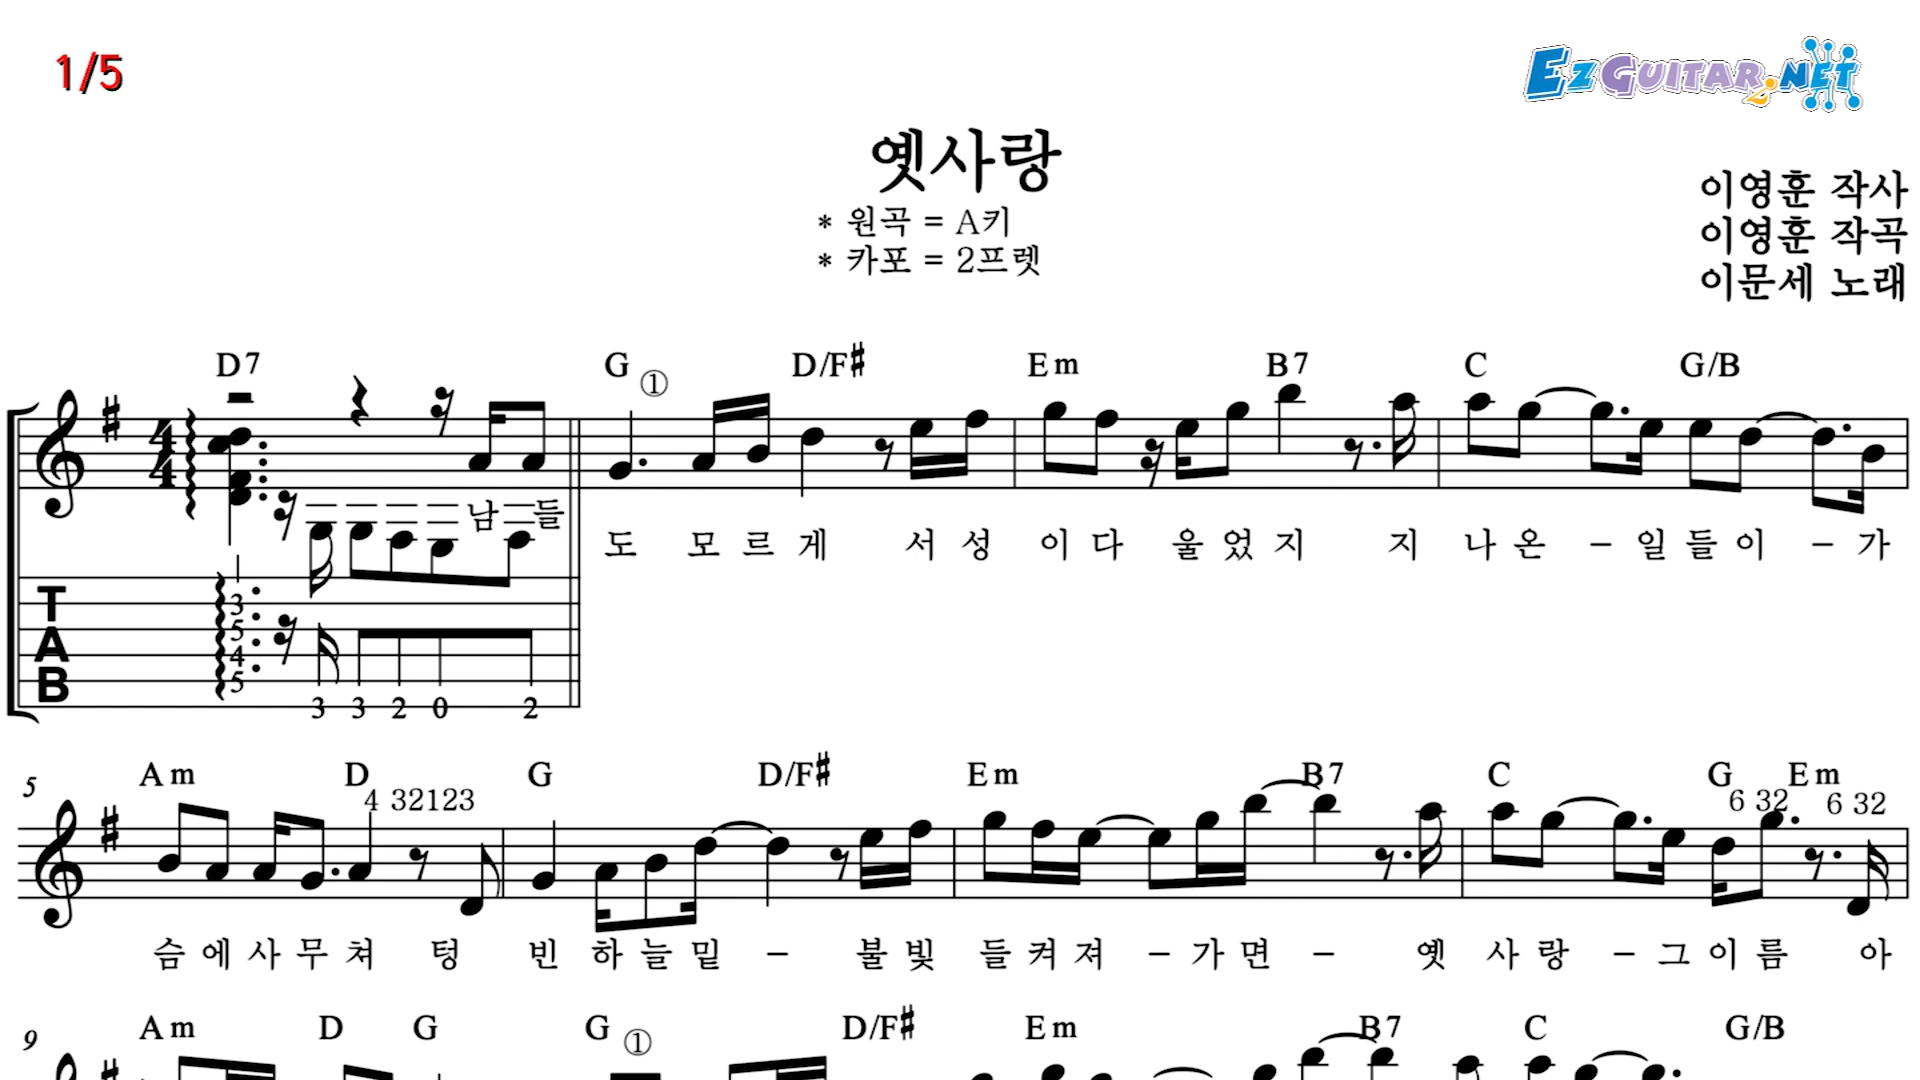 1/5
EZGUITAR2.NET
옛사랑
* 원곡 = A키
* 카포 = 2프렛
이영훈 작사
이영훈 작곡
이문세 노래
D7 G ① D/F♯ Em B7 C G/B
4 4
남 들 도 모 르 게 서 성 이 다 울 었 지 지 나 온 - 일 들 이 - 가
T A B
3 5 4 5 3 3 2 0 2
5 Am D G D/F♯ Em B7 C G Em
4 32123 6 32 6 32
슴 에 사 무 쳐 텅 빈 하 늘 밑 - 불 빛 들 켜 져 - 가 면 - 옛 사 랑 - 그 이 름 아
9 Am D G G ① D/F♯ Em B7 C G/B